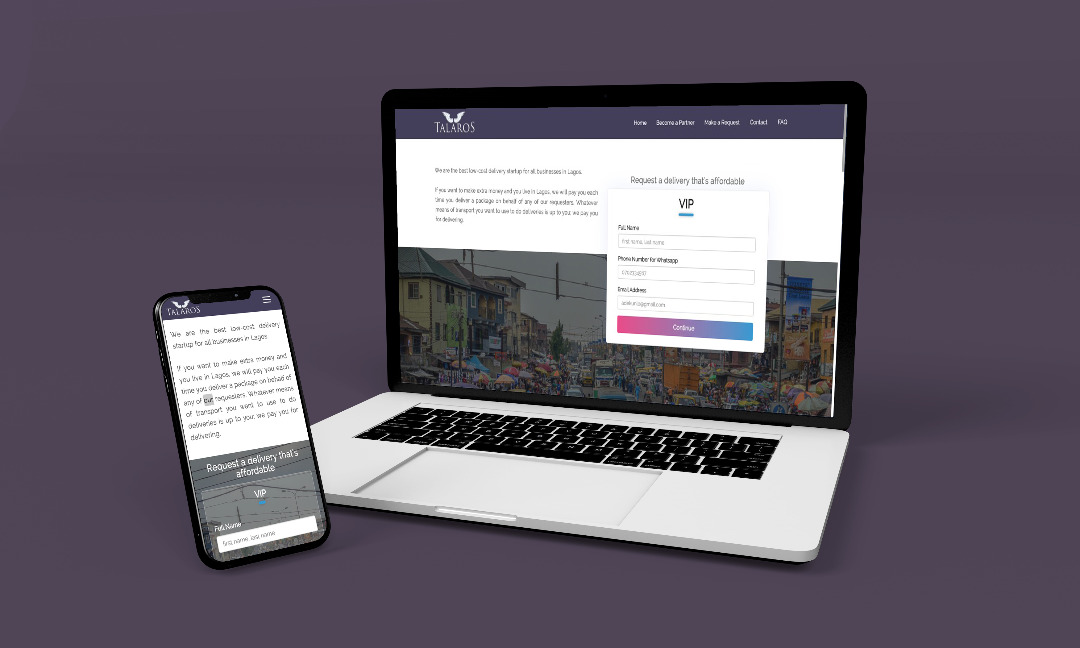 TALAROS
Home Become a Partner Make a Request Contact FAQ
We are the best low-cost delivery startup for all businesses in Lagos.
If you want to make extra money and you live in Lagos, we will pay you each
time you deliver a package on behalf of any of our requesters. Whatever
means of transport you want to use to do deliveries is up to you: we pay you
for delivering.
Request a delivery that's affordable
VIP
Full Name
first name, last name
Phone Number for Whatsapp
Email Address
Continue
TALAROS
We are the best low-cost delivery
startup for all businesses in Lagos
If you want to make extra money and
you live in Lagos, we will pay you each
time you deliver a package on behalf of
any of our requesters. Whatever means
of transport you want to use to do
deliveries is up to you: we pay you for
delivering.
Request a delivery that's
affordable
VIP
Full Name
first name, last name